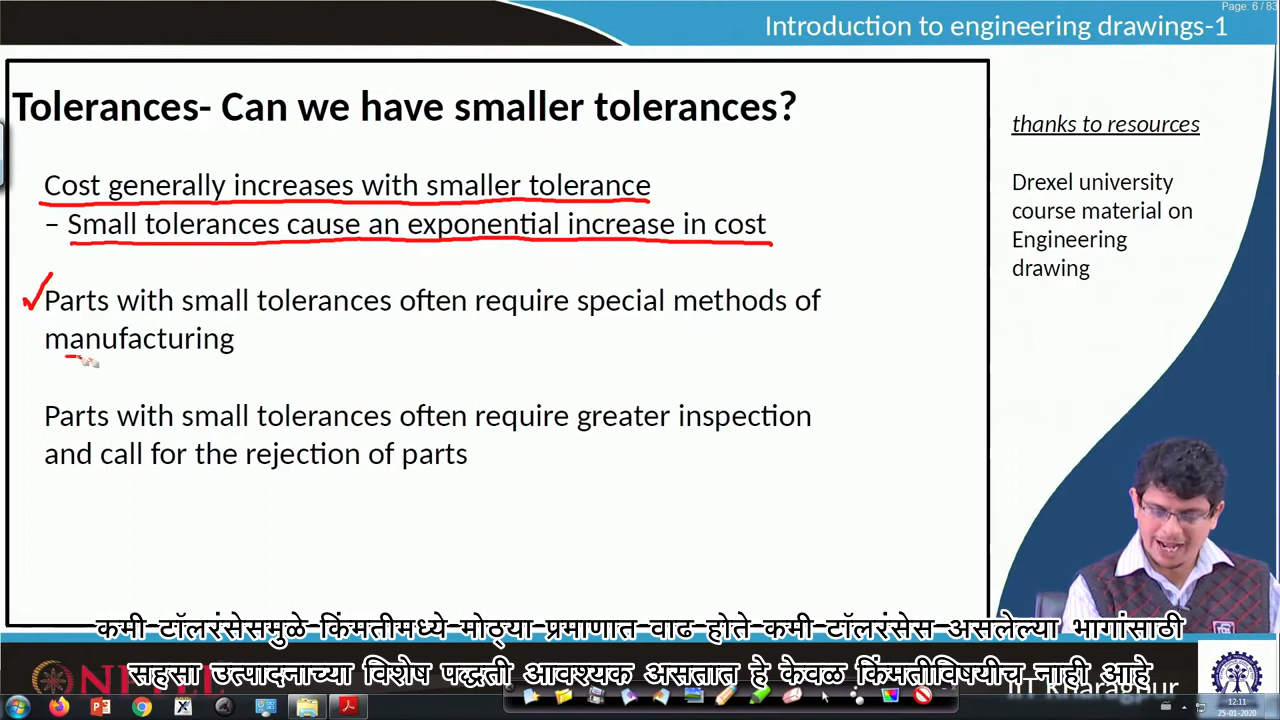 Page: 6 / 83
Introduction to engineering drawings-1
Tolerances- Can we have smaller tolerances?
Cost generally increases with smaller tolerance
– Small tolerances cause an exponential increase in cost
Parts with small tolerances often require special methods of
manufacturing
Parts with small tolerances often require greater inspection
and call for the rejection of parts
thanks to resources
Drexel university
course material on
Engineering
drawing
कमी टॉलरंसेसमुळे किंमतीमध्ये मोठ्या प्रमाणात वाढ होते कमी टॉलरंसेस असलेल्या भागांसाठी
सहसा उत्पादनाच्या विशेष पद्धती आवश्यक असतात हे केवळ किंमतीविषयीच नाही आहे
IIT Kharagpur
12:11
25-01-2020